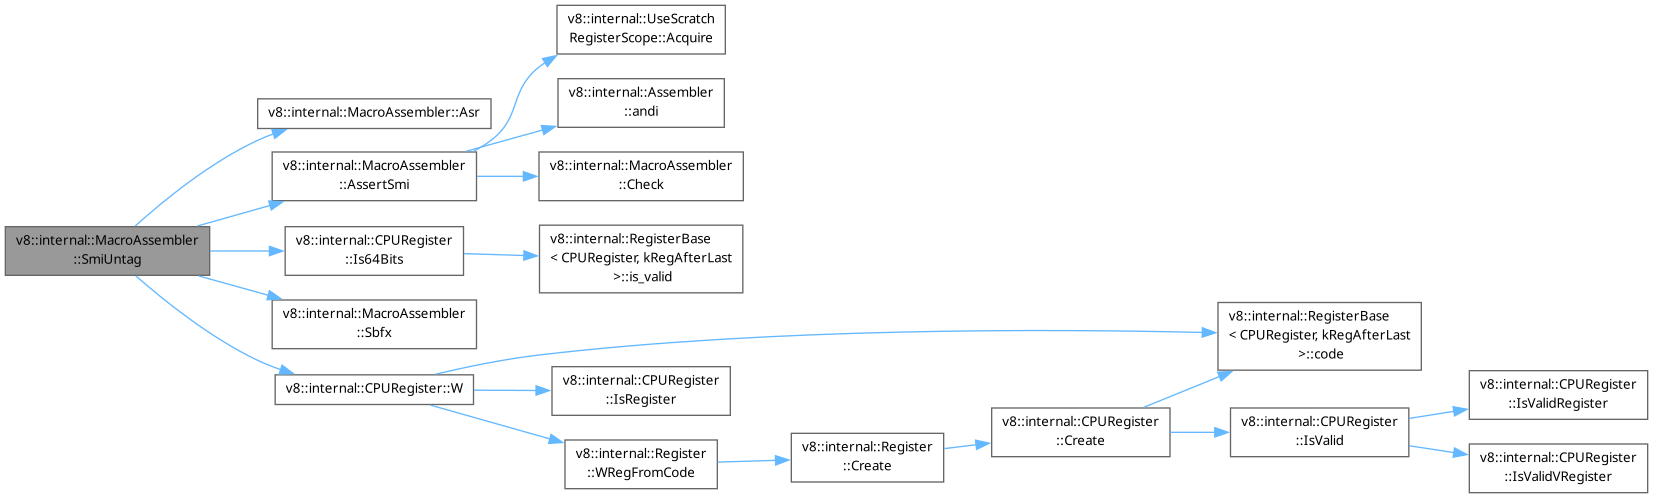 v8::internal::MacroAssembler
::SmiUntag
v8::internal::MacroAssembler::Asr
v8::internal::MacroAssembler
::AssertSmi
v8::internal::UseScratch
RegisterScope::Acquire
v8::internal::Assembler
::andi
v8::internal::MacroAssembler
::Check
v8::internal::CPURegister
::Is64Bits
v8::internal::RegisterBase
< CPURegister, kRegAfterLast
>::is_valid
v8::internal::MacroAssembler
::Sbfx
v8::internal::CPURegister::W
v8::internal::RegisterBase
< CPURegister, kRegAfterLast
>::code
v8::internal::CPURegister
::IsRegister
v8::internal::Register
::WRegFromCode
v8::internal::Register
::Create
v8::internal::CPURegister
::Create
v8::internal::CPURegister
::IsValid
v8::internal::CPURegister
::IsValidRegister
v8::internal::CPURegister
::IsValidVRegister